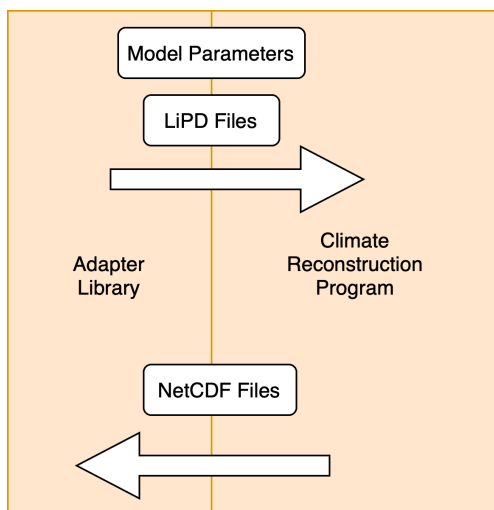 Model Parameters
LiPD Files
Adapter
Library
Climate
Reconstruction
Program
NetCDF Files